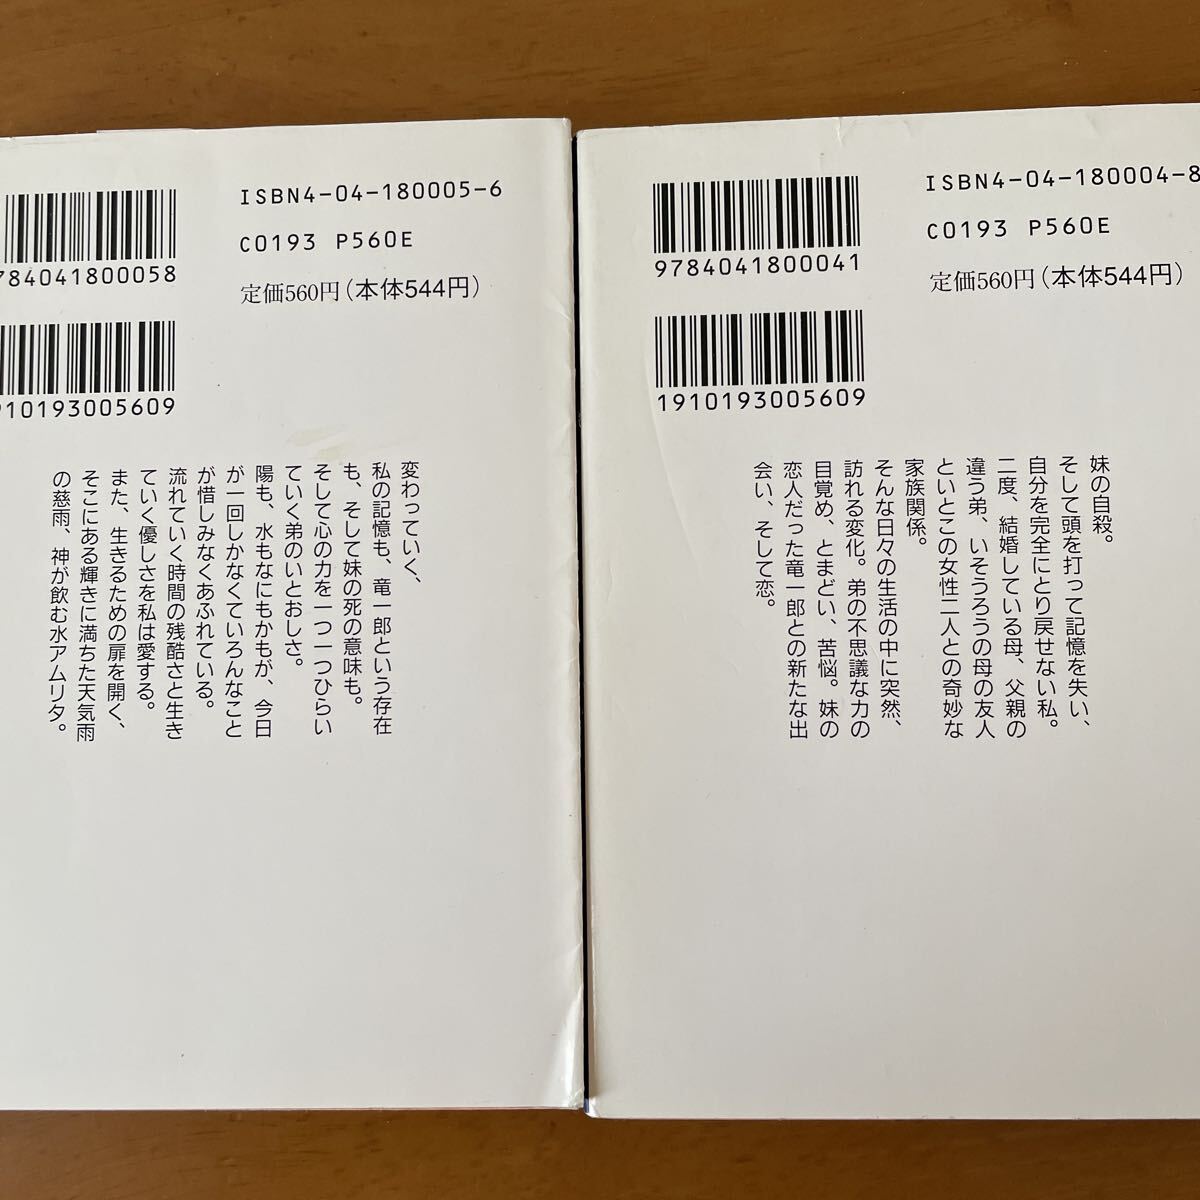 ISBN4-04-180005-6
C0193 P560E
定価560円(本体544円)
784041800058
910193005609
変わっていく、
私の記憶も、竜一郎という存在
も、そして妹の死の意味も。
そして心の力を一つ一つひらい
ていく弟のいとおしさ。
陽も、水もなにもかもが、今日
が一回しかなくていろんなこと
が惜しみなくあふれている。
流れていく時間の残酷さと生き
ていく優しさを私は愛する。
また、生きるための扉を開く、
そこにある輝きに満ちた天気雨
の慈雨、神が飲む水アムリタ。
ISBN4-04-180004-8
C0193 P560E
定価560円(本体544円)
9784041800041
1910193005609
妹の自殺。
そして頭を打って記憶を失い、
自分を完全にとり戻せない私。
二度、結婚している母、父親の
違う弟、いそうろうの母の友人
といとこの女性二人との奇妙な
家族関係。
そんな日々の生活の中に突然、
訪れる変化。弟の不思議な力の
目覚め、とまどい、苦悩。妹の
恋人だった竜一郎との新たな出
会い、そして恋。